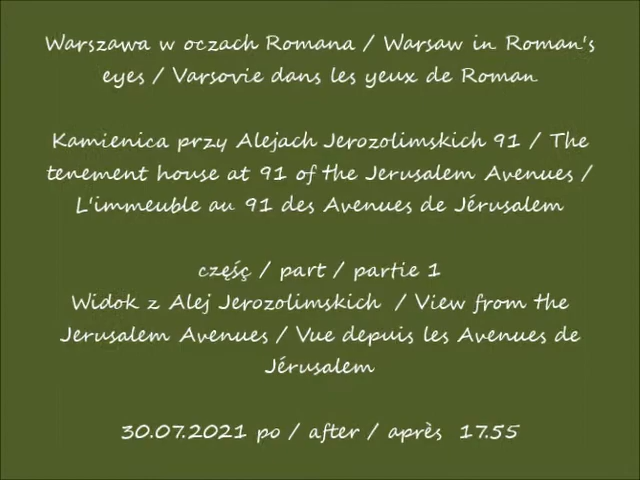 Warszawa w oczach Romana / Warsaw in Roman's
eyes / Varsovie dans les yeux de Roman
Kamienica przy Alejach Jerozolimskich 91 / The
tenement house at 91 of the Jerusalem Avenues /
L'immeuble au 91 des Avenues de Jérusalem
częśç / part / partie 1
Widok z Alej Jerozolimskich / View from the
Jerusalem Avenues / Vue depuis les Avenues de
Jérusalem
30.07.2021 po / after / après 17.55